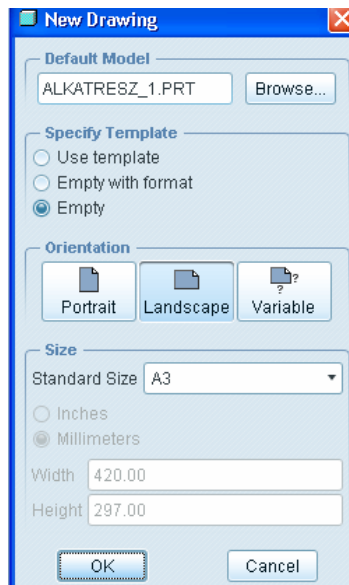 New Drawing
Default Model
ALKATRESZ_1.PRT Browse...
Specify Template
Use template
Empty with format
Empty
Orientation
Portrait Landscape ? ? Variable
Size
Standard Size A3
Inches
Millimeters
Width 420.00
Height 297.00
OK Cancel